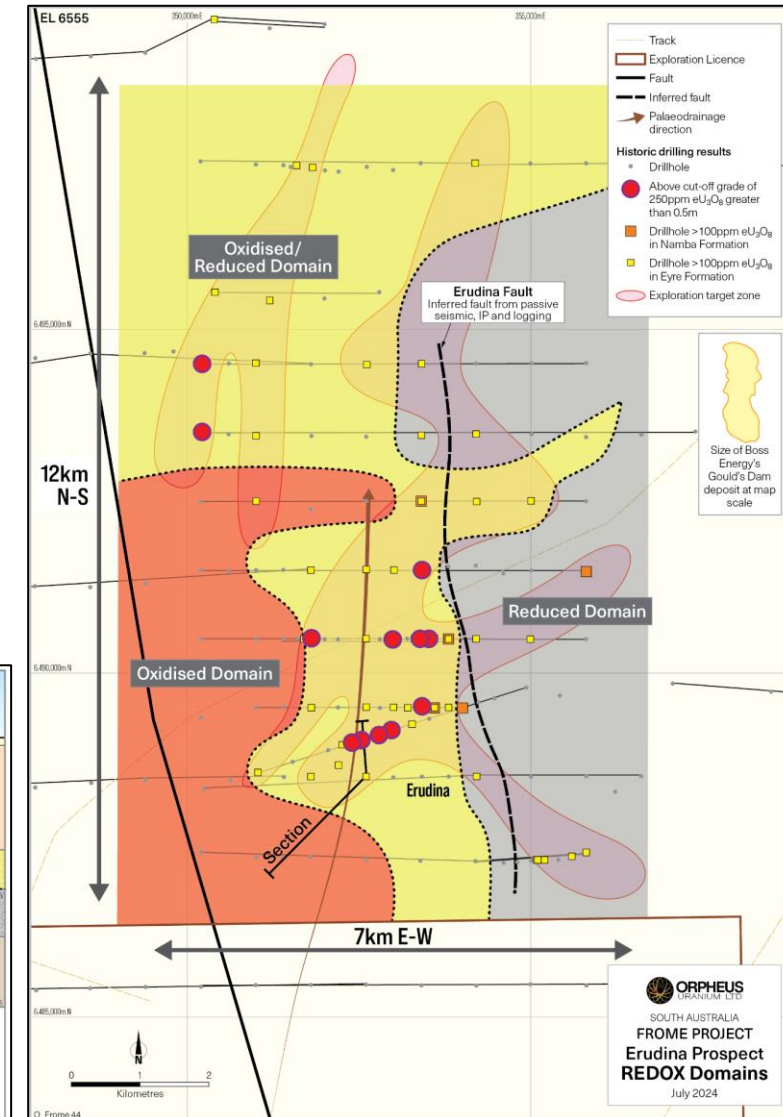 EL 6555
350,000mE
355,000mE
Track
Exploration Licence
Fault
Inferred fault
Palaeodrainage
direction
Historic drilling results
Drillhole
Above cut-off grade of
250ppm eU₃O₈ greater
than 0.5m
Drillhole >100ppm eU₃O₈
in Namba Formation
Drillhole >100ppm eU₃O₈
in Eyre Formation
Exploration target zone
Oxidised/
Reduced Domain
Erudina Fault
Inferred fault from passive
seismic, IP and logging
6,495,000mN
Size of Boss
Energy's
Gould's Dam
deposit at map
scale
12km
N-S
Reduced Domain
Oxidised Domain
6,490,000mN
Erudina
Section
7km E-W
6,485,000mN
N
0 1 2
Kilometres
Frome 44
ORPHEUS
URANIUM LTD
SOUTH AUSTRALIA
FROME PROJECT
Erudina Prospect
REDOX Domains
July 2024